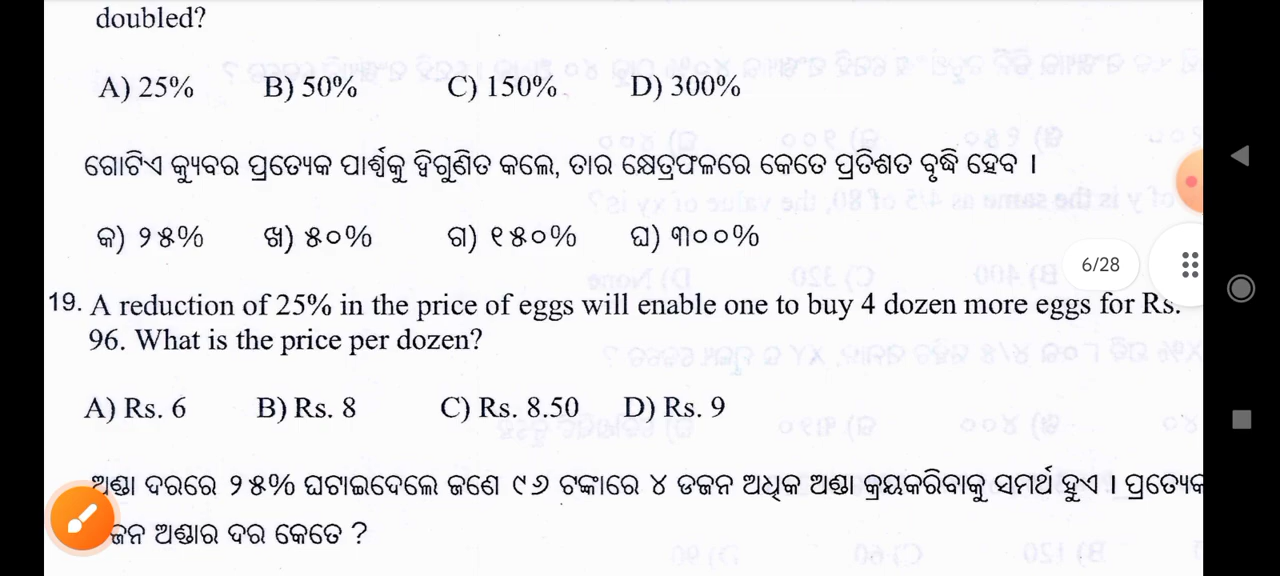 doubled?
A) 25% B) 50% C) 150% D) 300%
ଗୋଟିଏ କ୍ୟୁବର ପ୍ରତ୍ୟେକ ପାର୍ଶ୍ଵକୁ ଦ୍ୱିଗୁଣିତ କଲେ, ତାର କ୍ଷେତ୍ରଫଳରେ କେତେ ପ୍ରତିଶତ ବୃଦ୍ଧି ହେବ ।
କ) ୨୫% ଖ) ୫୦% ଗ) ୧୫୦% ଘ) ୩୦୦%
6/28
19. A reduction of 25% in the price of eggs will enable one to buy 4 dozen more eggs for Rs.
96. What is the price per dozen?
A) Rs. 6 B) Rs. 8 C) Rs. 8.50 D) Rs. 9
ଅଣ୍ଡା ଦରରେ ୨୫% ଘଟାଇଦେଲେ ଜଣେ ୯୬ ଟଙ୍କାରେ ୪ ଡଜନ ଅଧିକ ଅଣ୍ଡା କ୍ରୟକରିବାକୁ ସମର୍ଥ ହୁଏ । ପ୍ରତ୍ୟେକ
ଜନ ଅଣ୍ଡାର ଦର କେତେ ?